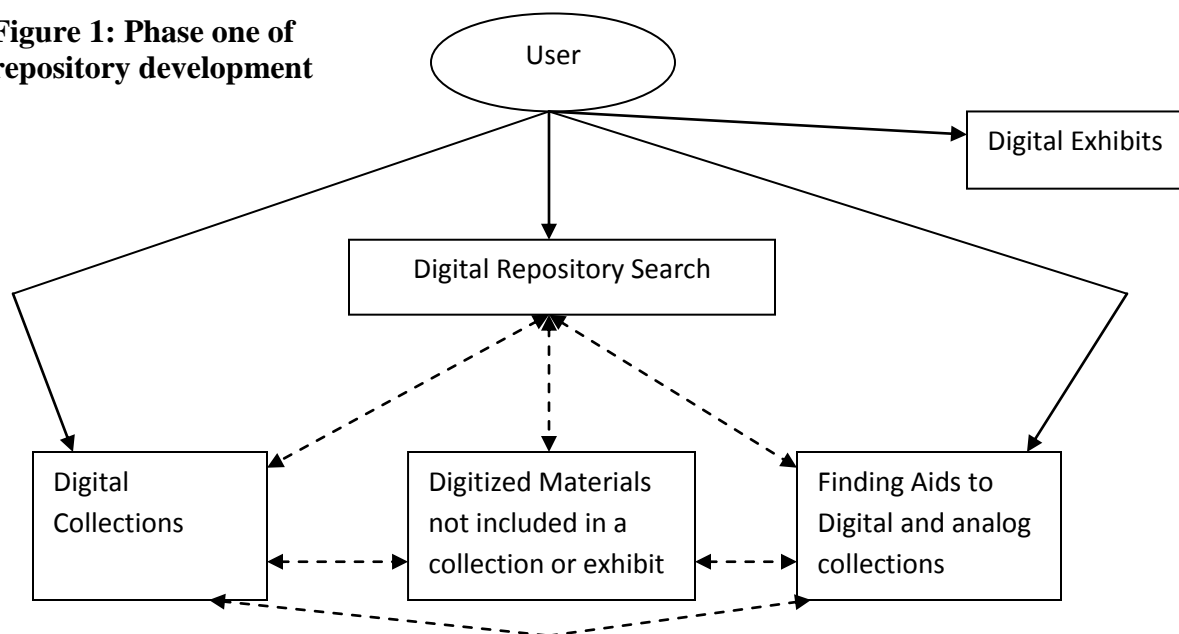 Figure 1: Phase one of
repository development
User
Digital Exhibits
Digital Repository Search
Digital
Collections
Digitized Materials
not included in a
collection or exhibit
Finding Aids to
Digital and analog
collections